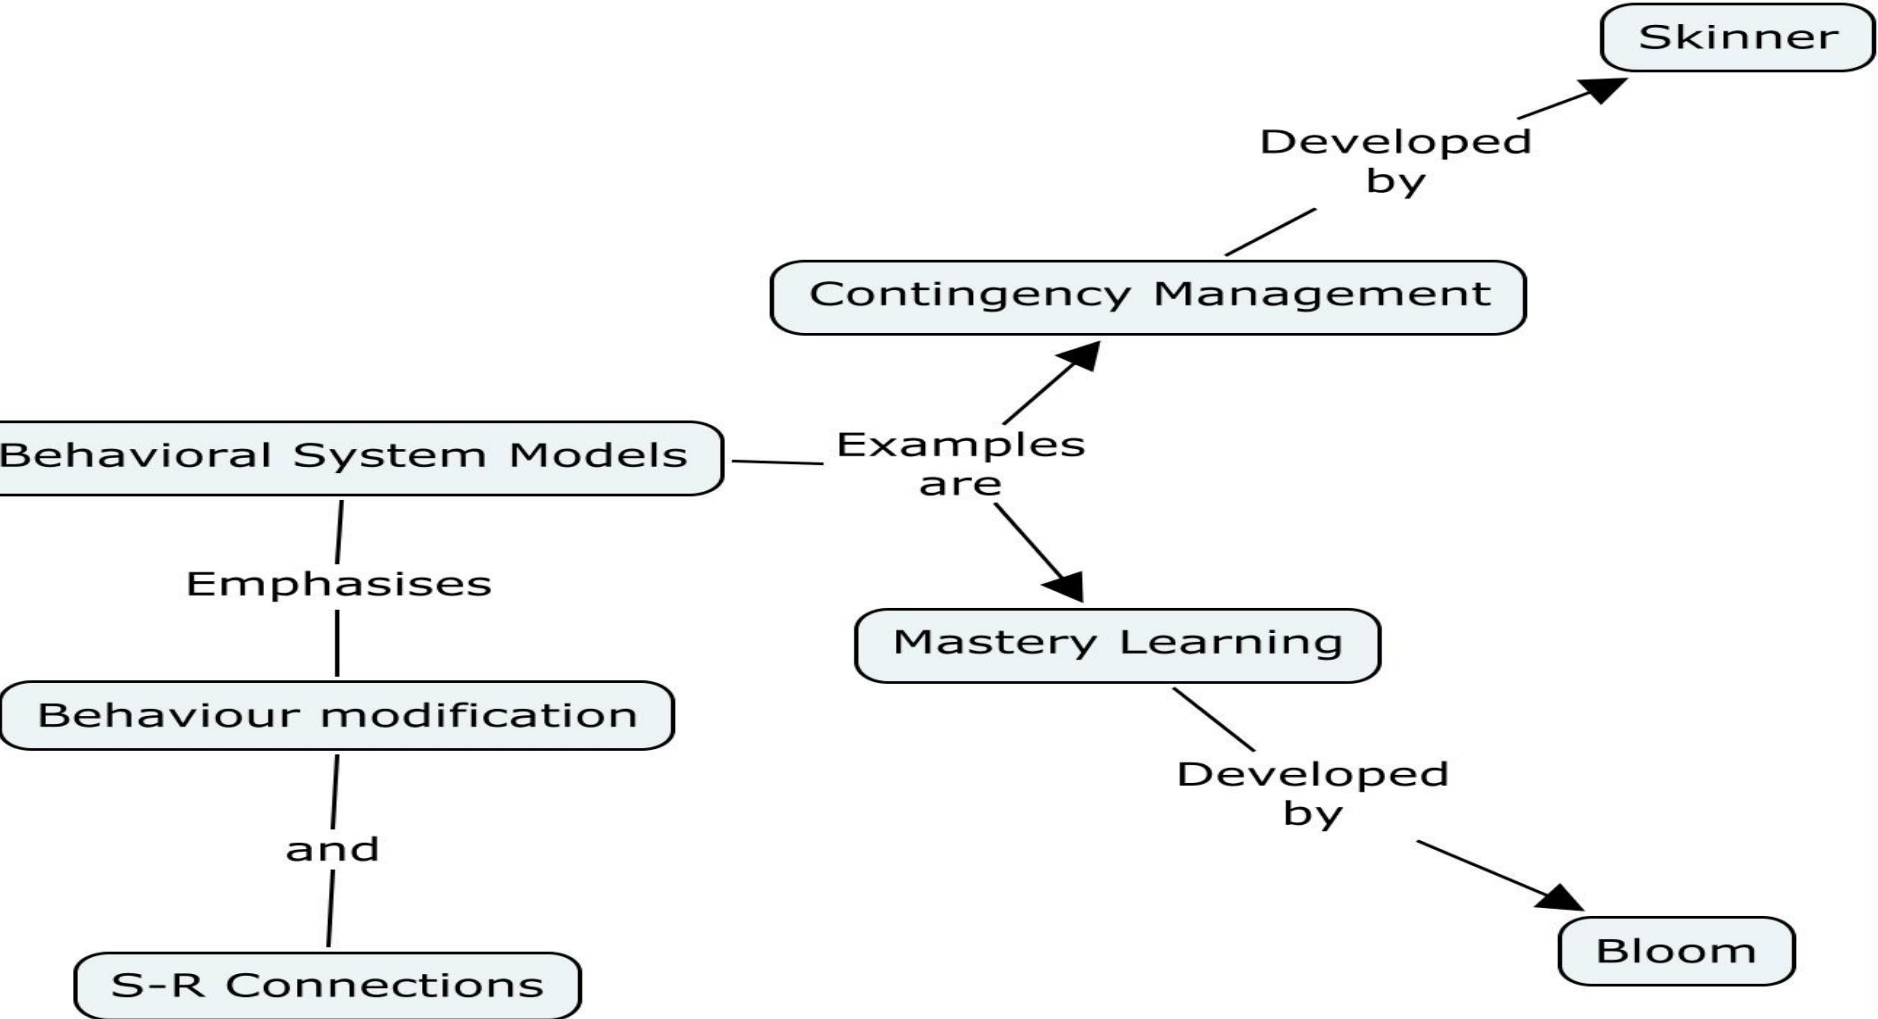 Skinner
Developed
by
Contingency Management
Behavioral System Models
Examples
are
Emphasises
Mastery Learning
Behaviour modification
Developed
by
and
Bloom
S-R Connections